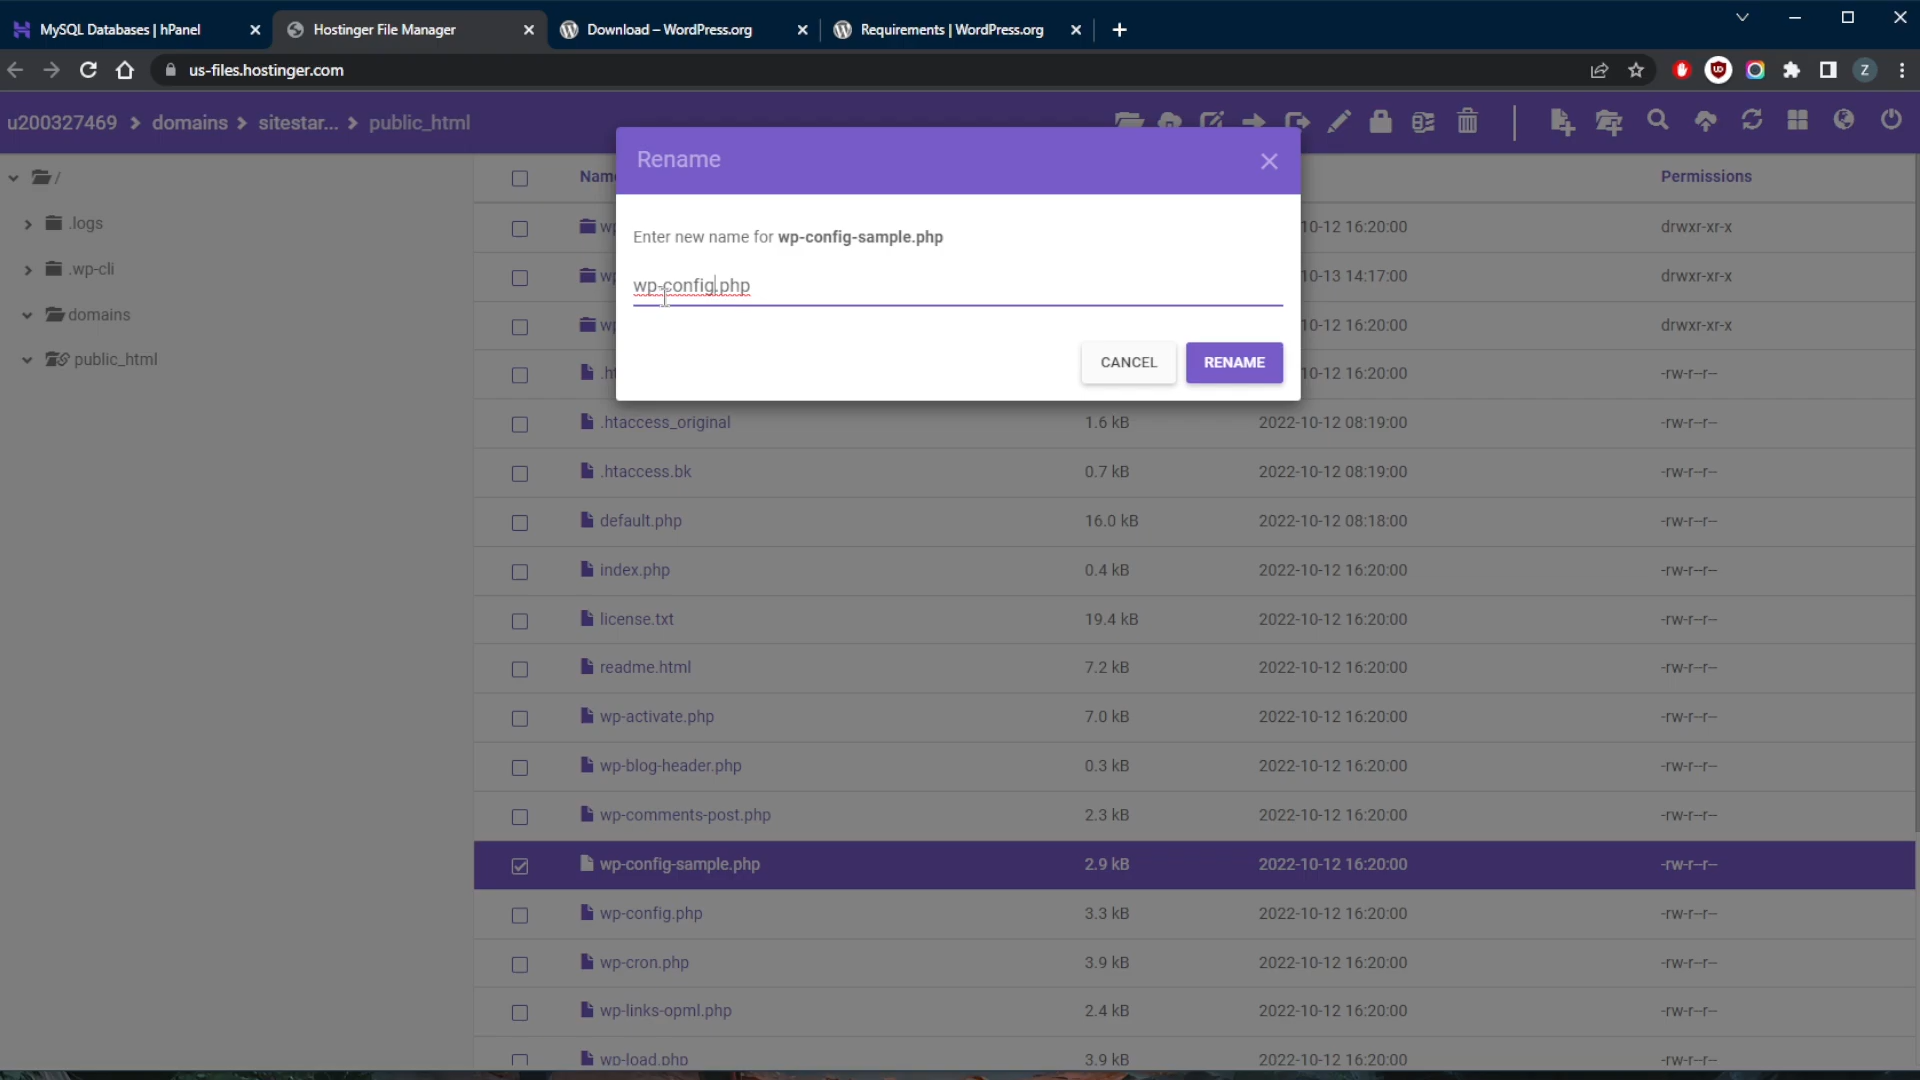 MySQL Databases | hPanel
Hostinger File Manager
Download – WordPress.org
Requirements | WordPress.org
us-files.hostinger.com
Z
u200327469 > domains > sitestar... > public_html
Rename
/
Name
Permissions
.logs
10-12 16:20:00
drwxr-xr-x
Enter new name for wp-config-sample.php
.wp-cli
wp-config.php
10-13 14:17:00
drwxr-xr-x
domains
10-12 16:20:00
drwxr-xr-x
public_html
CANCEL
RENAME
10-12 16:20:00
-rw-r--r--
.htaccess_original 1.6 kB 2022-10-12 08:19:00 -rw-r--r--
.htaccess.bk 0.7 kB 2022-10-12 08:19:00 -rw-r--r--
default.php 16.0 kB 2022-10-12 08:18:00 -rw-r--r--
index.php 0.4 kB 2022-10-12 16:20:00 -rw-r--r--
license.txt 19.4 kB 2022-10-12 16:20:00 -rw-r--r--
readme.html 7.2 kB 2022-10-12 16:20:00 -rw-r--r--
wp-activate.php 7.0 kB 2022-10-12 16:20:00 -rw-r--r--
wp-blog-header.php 0.3 kB 2022-10-12 16:20:00 -rw-r--r--
wp-comments-post.php 2.3 kB 2022-10-12 16:20:00 -rw-r--r--
wp-config-sample.php 2.9 kB 2022-10-12 16:20:00 -rw-r--r--
wp-config.php 3.3 kB 2022-10-12 16:20:00 -rw-r--r--
wp-cron.php 3.9 kB 2022-10-12 16:20:00 -rw-r--r--
wp-links-opml.php 2.4 kB 2022-10-12 16:20:00 -rw-r--r--
wp-load.php 3.9 kB 2022-10-12 16:20:00 -rw-r--r--